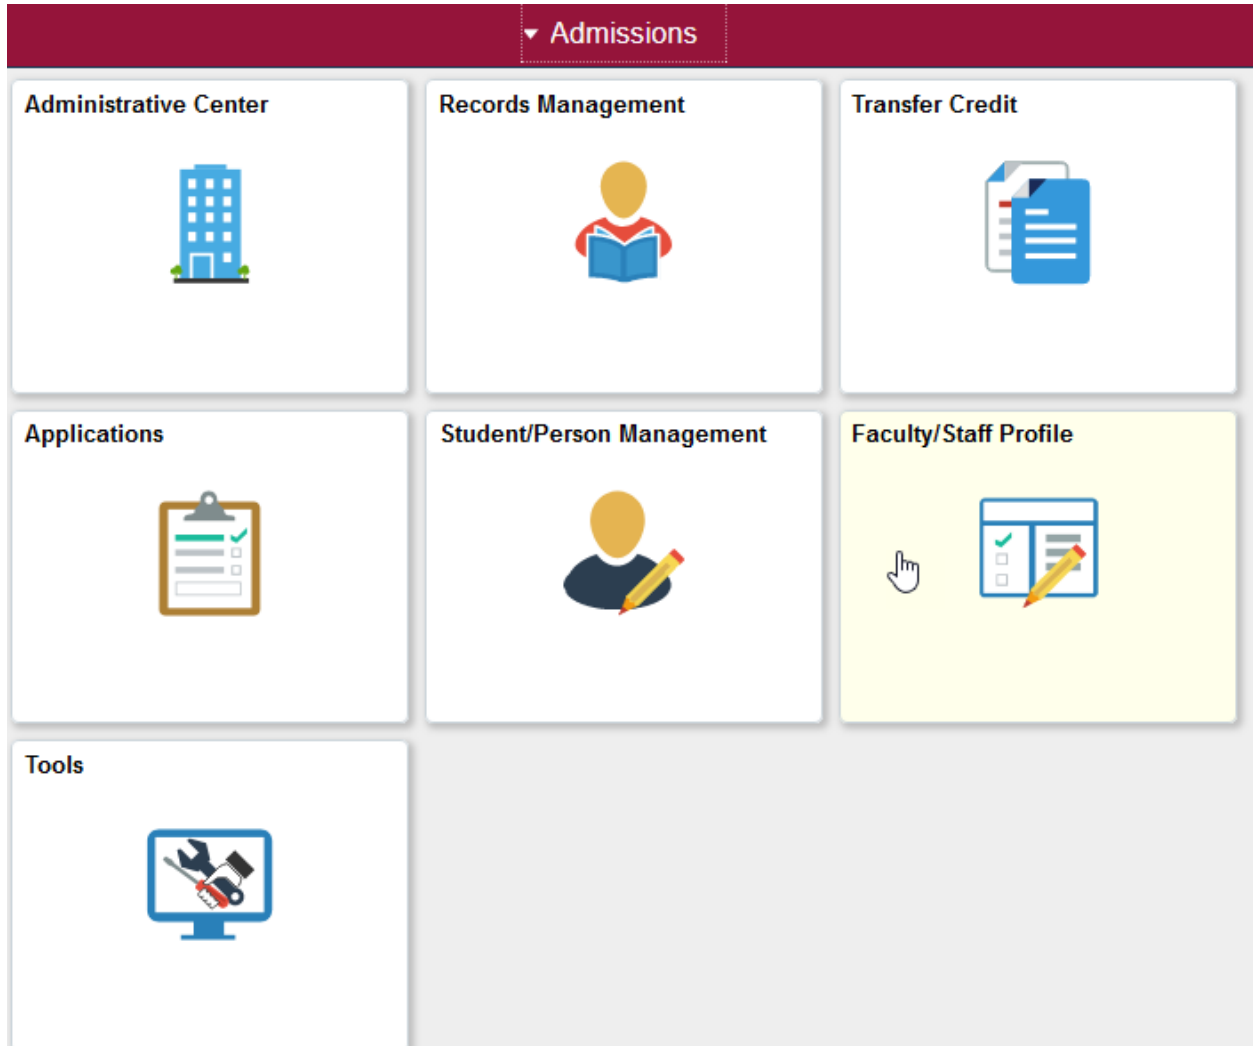 Admissions
Administrative Center
Records Management
Transfer Credit
Applications
Student/Person Management
Faculty/Staff Profile
Tools